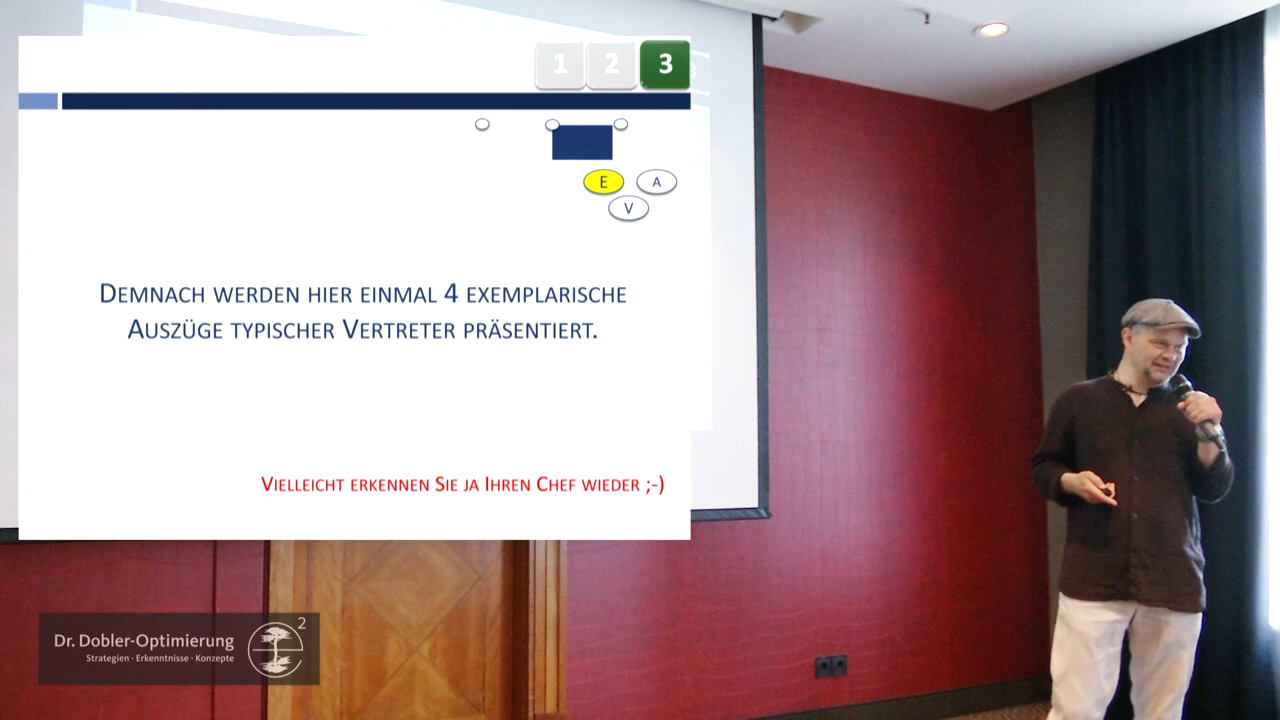 1 2 3
E A
V
Demnach werden hier einmal 4 exemplarische
Auszüge typischer Vertreter präsentiert.
Vielleicht erkennen Sie ja Ihren Chef wieder ;-)
Dr. Dobler-Optimierung 2
Strategien · Erkenntnisse · Konzepte